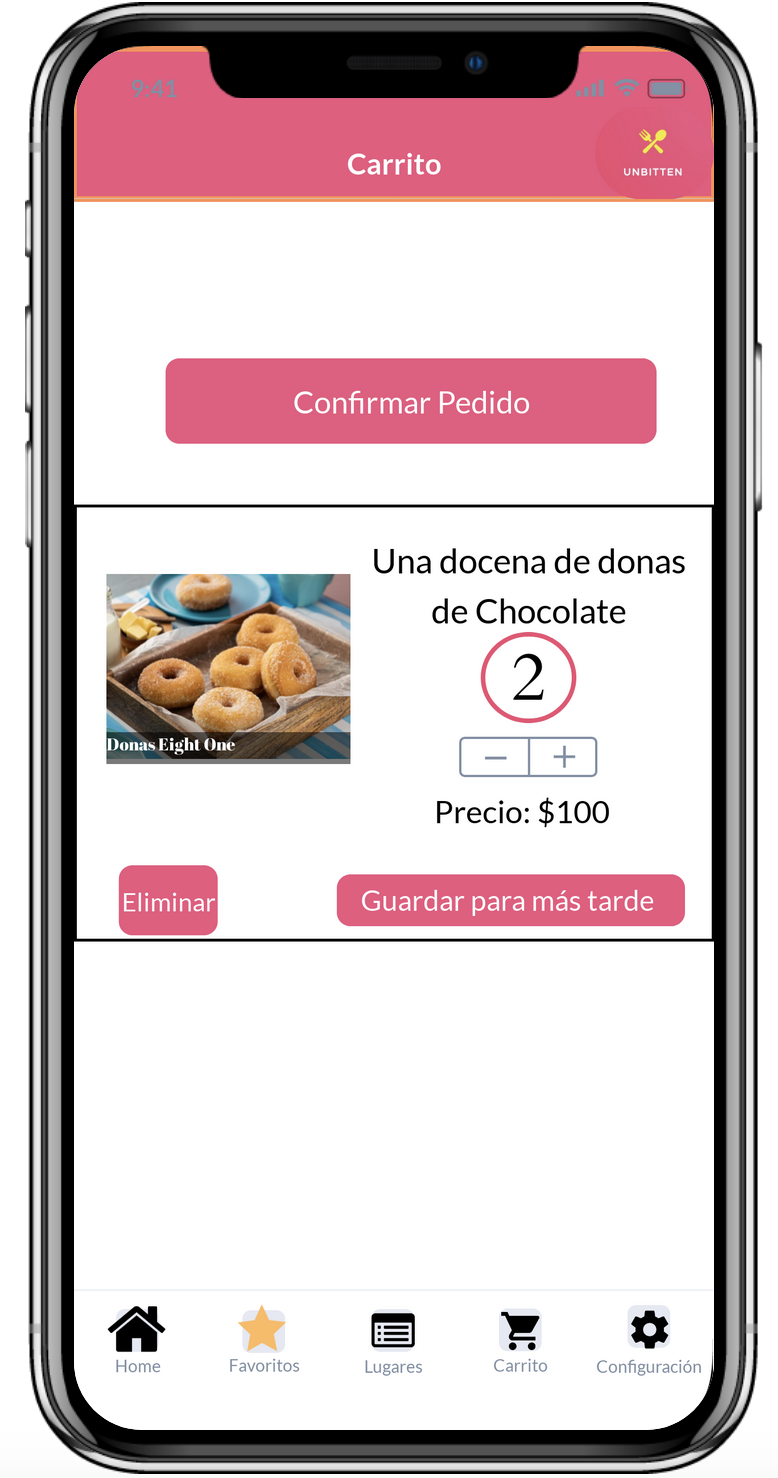 9:41
Carrito
UNBITTEN
Confirmar Pedido
Una docena de donas
de Chocolate
2
Donas Eight One
Precio: $100
Eliminar
Guardar para más tarde
Home
Favoritos
Lugares
Carrito
Configuración